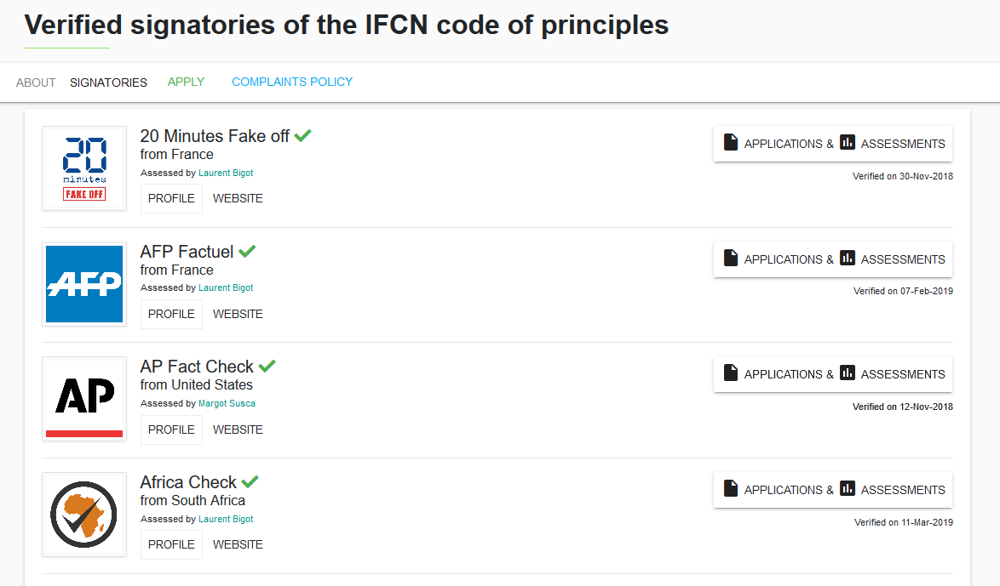 Verified signatories of the IFCN code of principles
ABOUT SIGNATORIES APPLY COMPLAINTS POLICY
20 minutes FAKE OFF
20 Minutes Fake off
from France
Assessed by Laurent Bigot
PROFILE WEBSITE
APPLICATIONS & ASSESSMENTS
Verified on 30-Nov-2018
AFP
AFP Factuel
from France
Assessed by Laurent Bigot
PROFILE WEBSITE
APPLICATIONS & ASSESSMENTS
Verified on 07-Feb-2019
AP
AP Fact Check
from United States
Assessed by Margot Susca
PROFILE WEBSITE
APPLICATIONS & ASSESSMENTS
Verified on 12-Nov-2018
Africa Check
from South Africa
Assessed by Laurent Bigot
PROFILE WEBSITE
APPLICATIONS & ASSESSMENTS
Verified on 11-Mar-2019